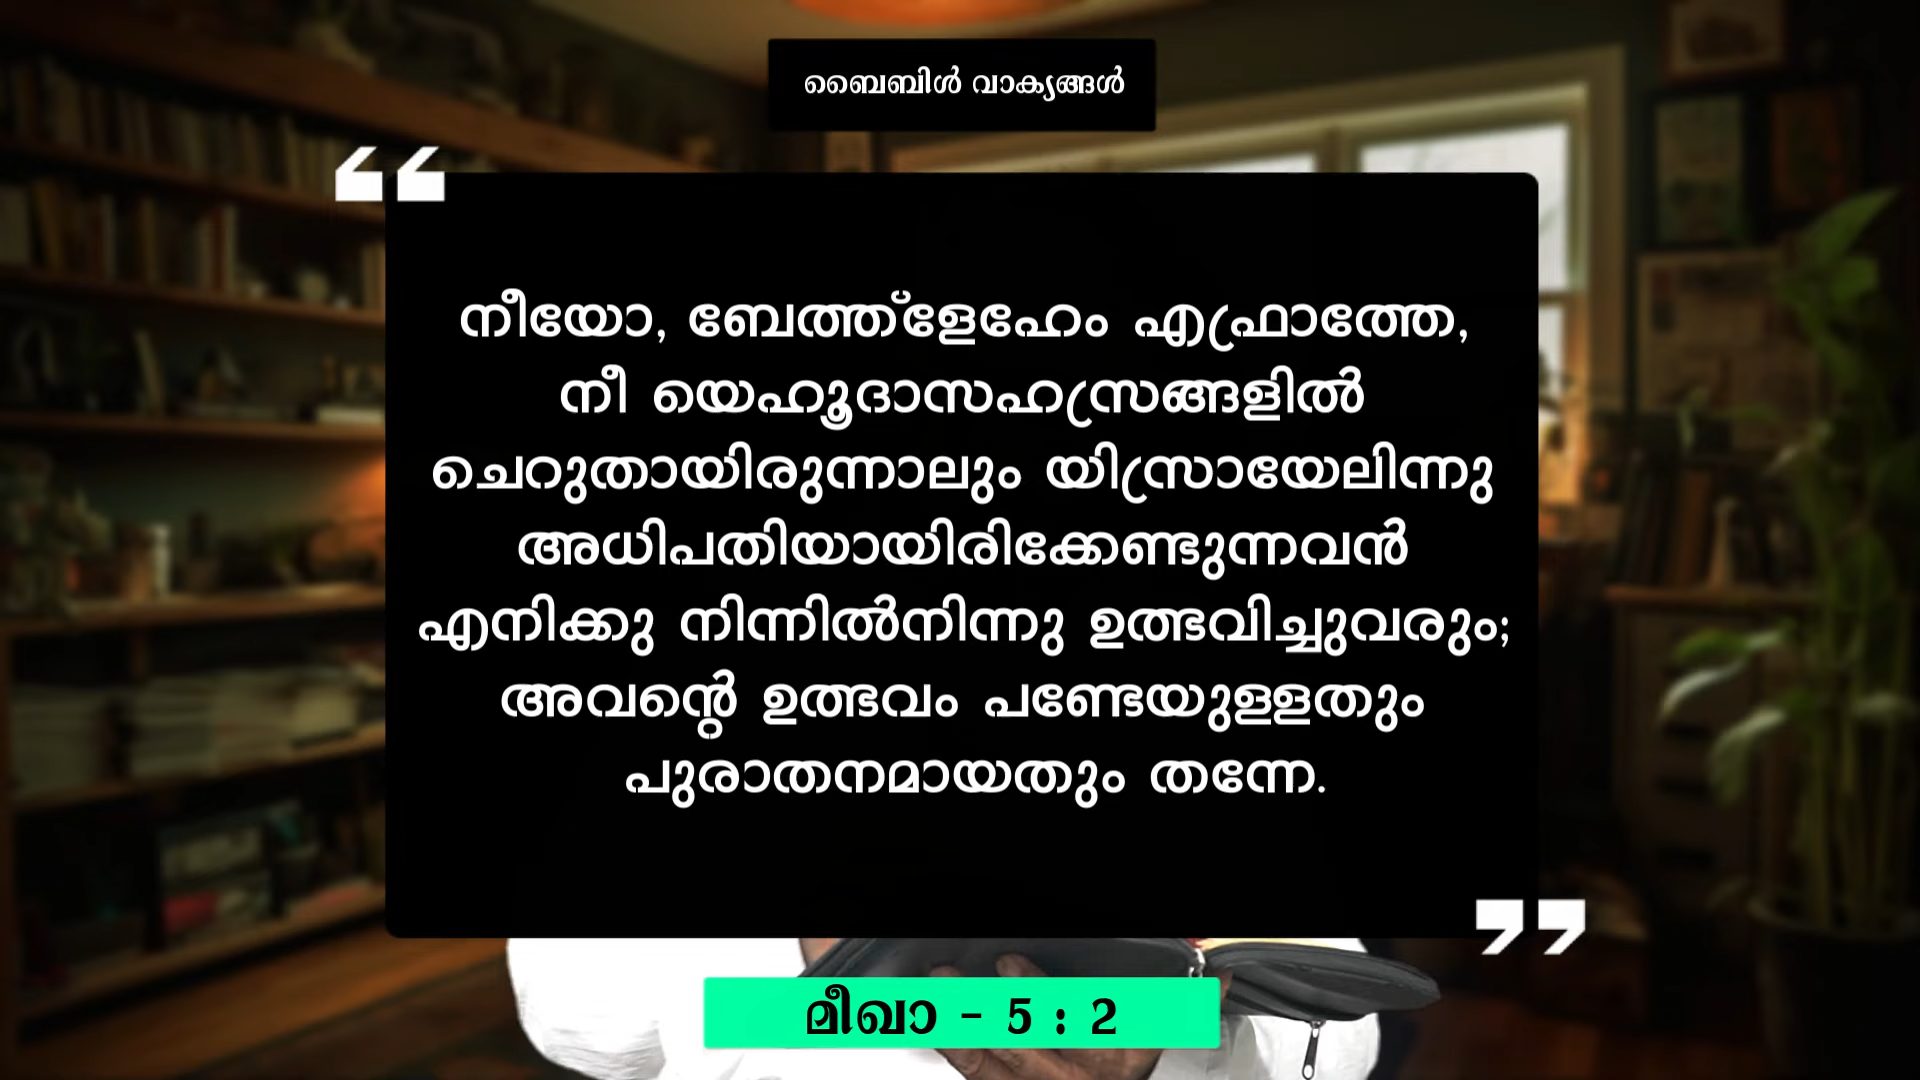 ബൈബിൾ വാക്യങ്ങൾ
“
നീയോ, ബേത്ത്ളേഹേം എഫ്രാത്തേ,
നീ യെഹൂദാസഹസ്രങ്ങളിൽ
ചെറുതായിരുന്നാലും യിസ്രായേലിന്നു
അധിപതിയായിരിക്കേണ്ടുന്നവൻ
എനിക്കു നിന്നിൽനിന്നു ഉത്ഭവിച്ചുവരും;
അവന്റെ ഉത്ഭവം പണ്ടേയുള്ളതും
പുരാതനമായതും തന്നേ.
”
മീഖാ - 5 : 2